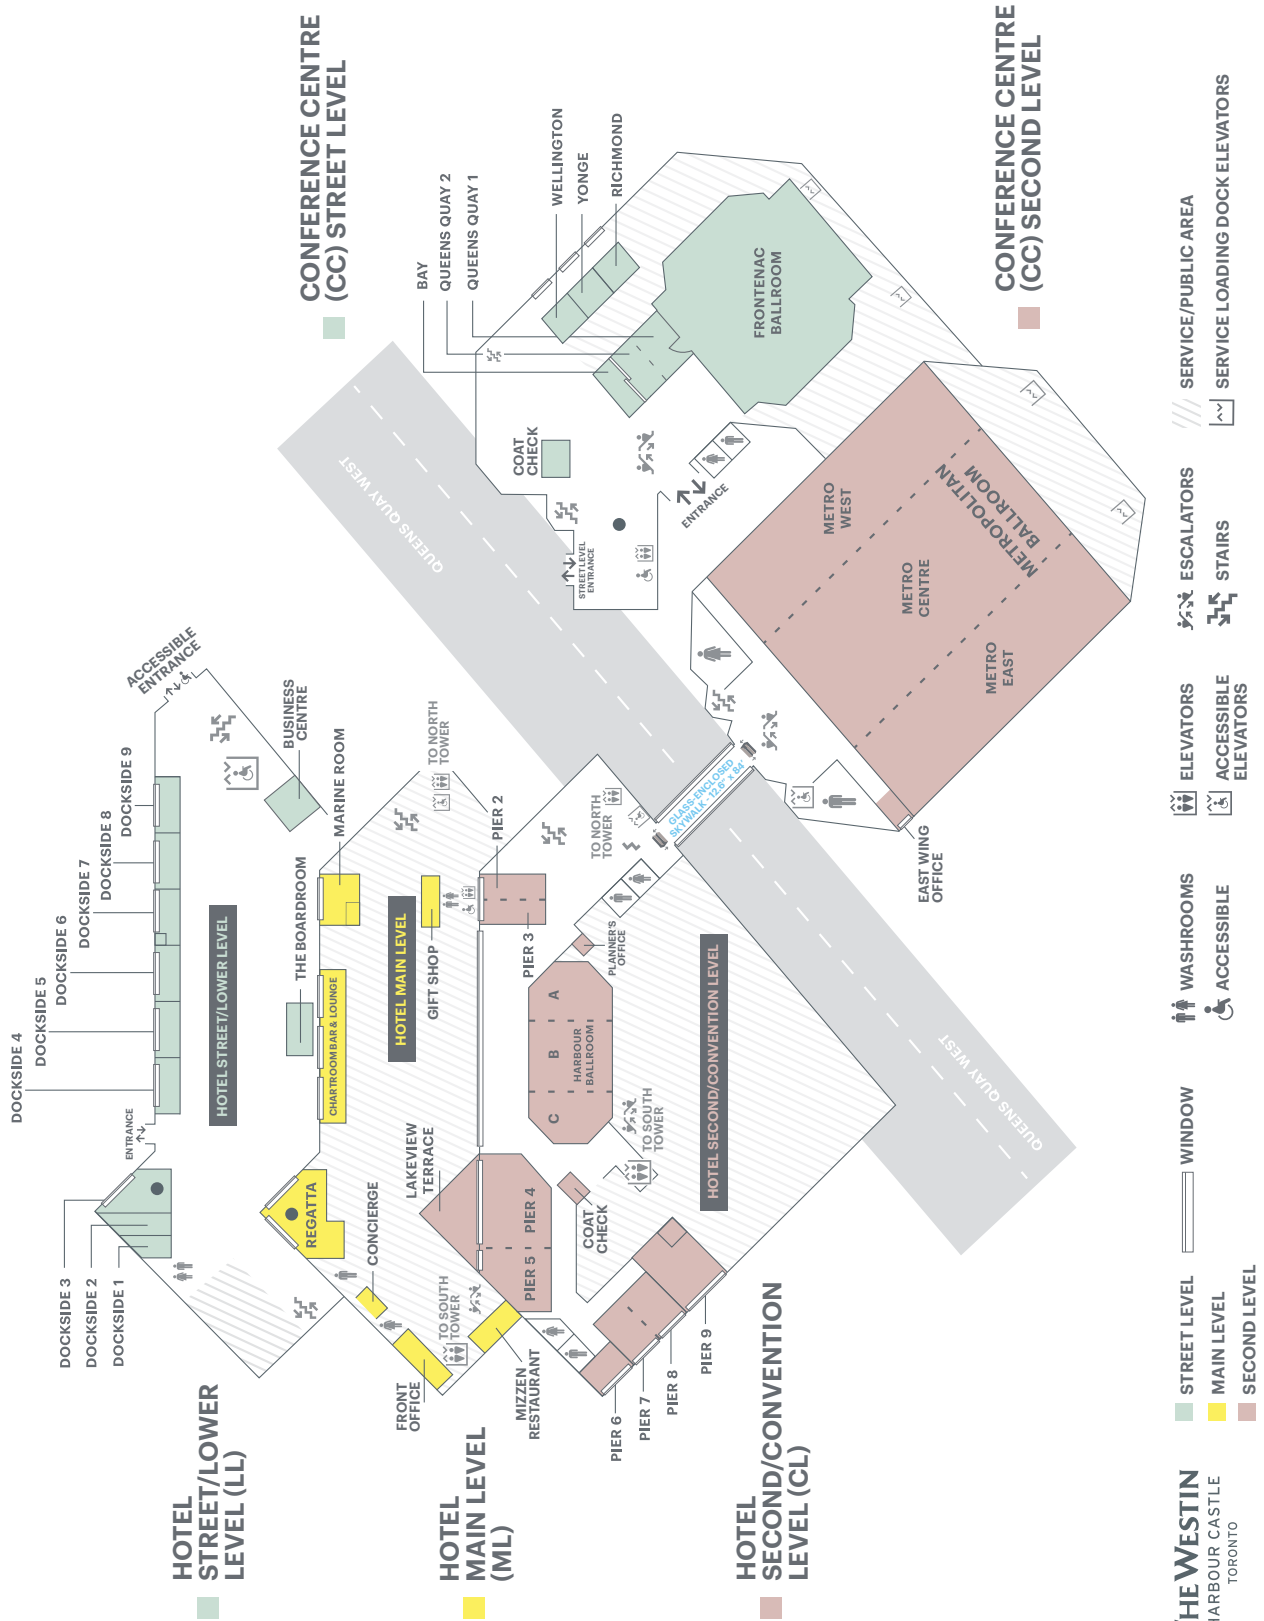 CONFERENCE CENTRE
(CC) STREET LEVEL
CONFERENCE CENTRE
(CC) SECOND LEVEL
HOTEL
STREET/LOWER
LEVEL (LL)
HOTEL
MAIN LEVEL
(ML)
HOTEL
SECOND/CONVENTION
LEVEL (CL)
DOCKSIDE 1
DOCKSIDE 2
DOCKSIDE 3
DOCKSIDE 4
DOCKSIDE 5
DOCKSIDE 6
DOCKSIDE 7
DOCKSIDE 8
DOCKSIDE 9
ENTRANCE
ACCESSIBLE
ENTRANCE
HOTEL STREET/LOWER LEVEL
BUSINESS
CENTRE
THE BOARDROOM
MARINE ROOM
CHARTROOM BAR & LOUNGE
REGATTA
CONCIERGE
FRONT
OFFICE
HOTEL MAIN LEVEL
GIFT SHOP
TO NORTH
TOWER
TO SOUTH
TOWER
MIZZEN
RESTAURANT
LAKEVIEW
TERRACE
PIER 2
PIER 3
PIER 4
PIER 5
PIER 6
PIER 7
PIER 8
PIER 9
COAT
CHECK
TO SOUTH
TOWER
C
B
A
HARBOUR
BALLROOM
PLANNER'S
OFFICE
TO NORTH
TOWER
HOTEL SECOND/CONVENTION LEVEL
GLASS-ENCLOSED
SKYWALK - 12.6" x 84'
QUEENS QUAY WEST
QUEENS QUAY WEST
EAST WING
OFFICE
METRO
EAST
METRO
CENTRE
METRO
WEST
METROPOLITAN
BALLROOM
STREET LEVEL
ENTRANCE
ENTRANCE
COAT
CHECK
BAY
QUEENS QUAY 2
QUEENS QUAY 1
WELLINGTON
YONGE
RICHMOND
FRONTENAC
BALLROOM
THE WESTIN
HARBOUR CASTLE
TORONTO
STREET LEVEL
MAIN LEVEL
SECOND LEVEL
WINDOW
WASHROOMS
ACCESSIBLE
ELEVATORS
ACCESSIBLE
ELEVATORS
ESCALATORS
STAIRS
SERVICE/PUBLIC AREA
SERVICE LOADING DOCK ELEVATORS